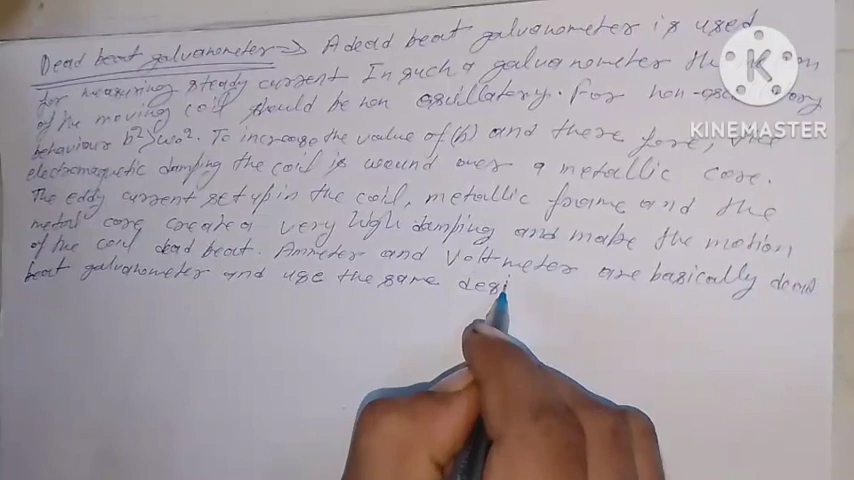 Dead beat galvanometer => A dead beat galvanometer is used
for measuring steady current In such a galvanometer the
of the moving coil should be non oscillatory. For non-
behaviour b²>ω₀². To increase the value of (b) and there fore, the
electromagnetic damping the coil is wound over a metallic core.
The eddy current set up in the coil, metallic frame and the
metal core created very high damping and make the motion
of the coil dead beat. Ammeter and Voltmeter are basically dead
beat galvanometer and use the same desi
K
KINEMASTER